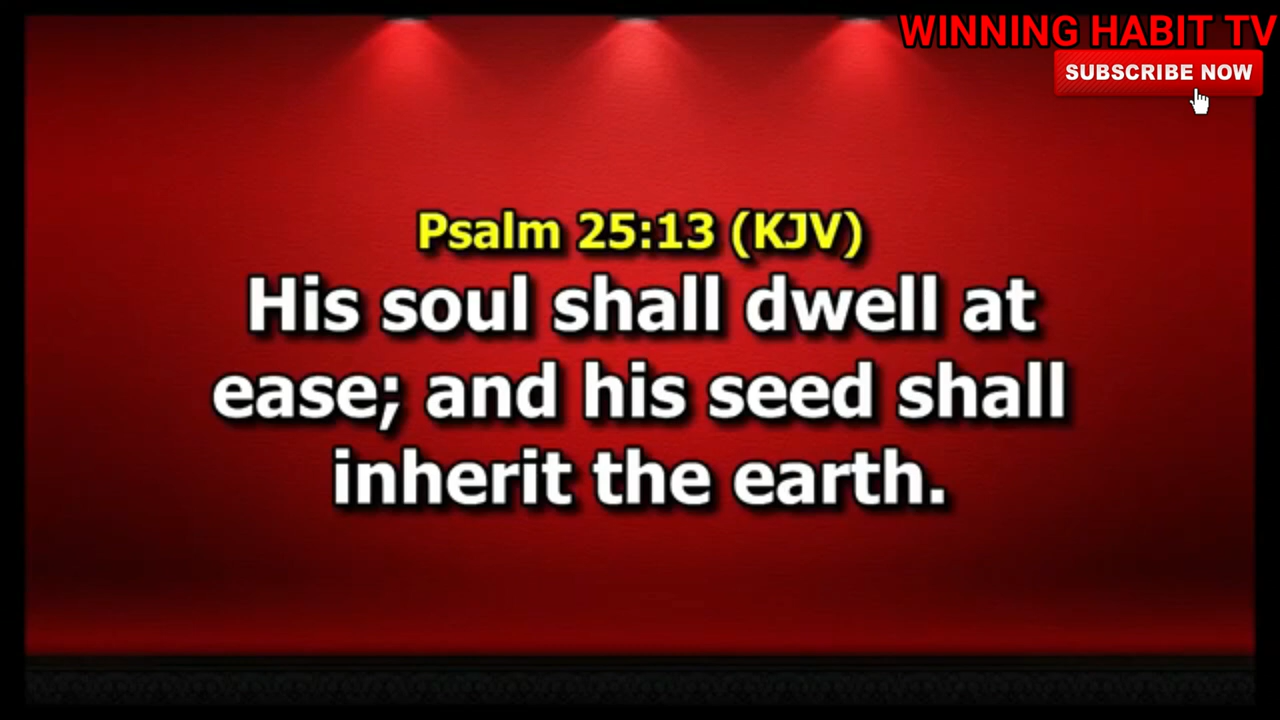 WINNING HABIT TV
SUBSCRIBE NOW
Psalm 25:13 (KJV)
His soul shall dwell at
ease; and his seed shall
inherit the earth.